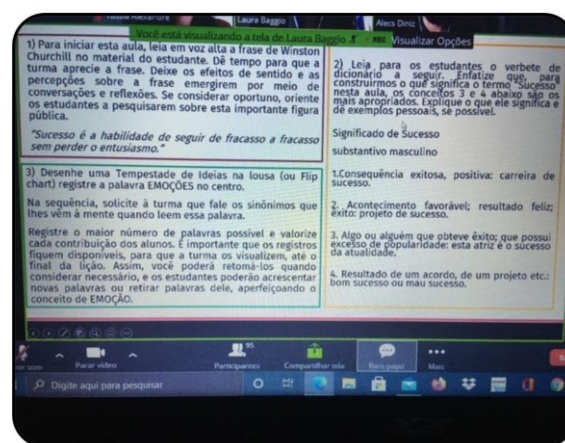 Laura Baggio
Alecs Diniz
Você está visualizando a tela de Laura Baggio
REC
Visualizar Opções
1) Para iniciar esta aula, leia em voz alta a frase de Winston
Churchill no material do estudante. Dê tempo para que a
turma aprecie a frase. Deixe os efeitos de sentido e as
percepções sobre a frase emergirem por meio de
conversações e reflexões. Se considerar oportuno, oriente
os estudantes a pesquisarem sobre esta importante figura
pública.
"Sucesso é a habilidade de seguir de fracasso a fracasso
sem perder o entusiasmo."
3) Desenhe uma Tempestade de Ideias na lousa (ou Flip
chart) registre a palavra EMOÇÕES no centro.
Na sequência, solicite à turma que fale os sinônimos que
lhes vêm à mente quando leem essa palavra.
Registre o maior número de palavras possível e valorize
cada contribuição dos alunos. É importante que os registros
fiquem disponíveis, para que a turma os visualizem, até o
final da lição. Assim, você poderá retomá-los quando
considerar necessário, e os estudantes poderão acrescentar
novas palavras ou retirar palavras dele, aperfeiçoando o
conceito de EMOÇÃO.
2) Leia para os estudantes o verbete de
dicionário a seguir. Enfatize que, para
construirmos o que significa o termo "Sucesso"
nesta aula, os conceitos 3 e 4 abaixo são os
mais apropriados. Explique o que ele significa e
dê exemplos pessoais, se possível.
Significado de Sucesso
substantivo masculino
1.Consequência exitosa, positiva: carreira de
sucesso.
2. Acontecimento favorável; resultado feliz;
êxito: projeto de sucesso.
3. Algo ou alguém que obteve êxito; que possui
excesso de popularidade: esta atriz é o sucesso
da atualidade.
4. Resultado de um acordo, de um projeto etc.:
bom sucesso ou mau sucesso.
95
Parar vídeo
Participantes
Compartilhar tela
Bate-papo
Mais
Digite aqui para pesquisar